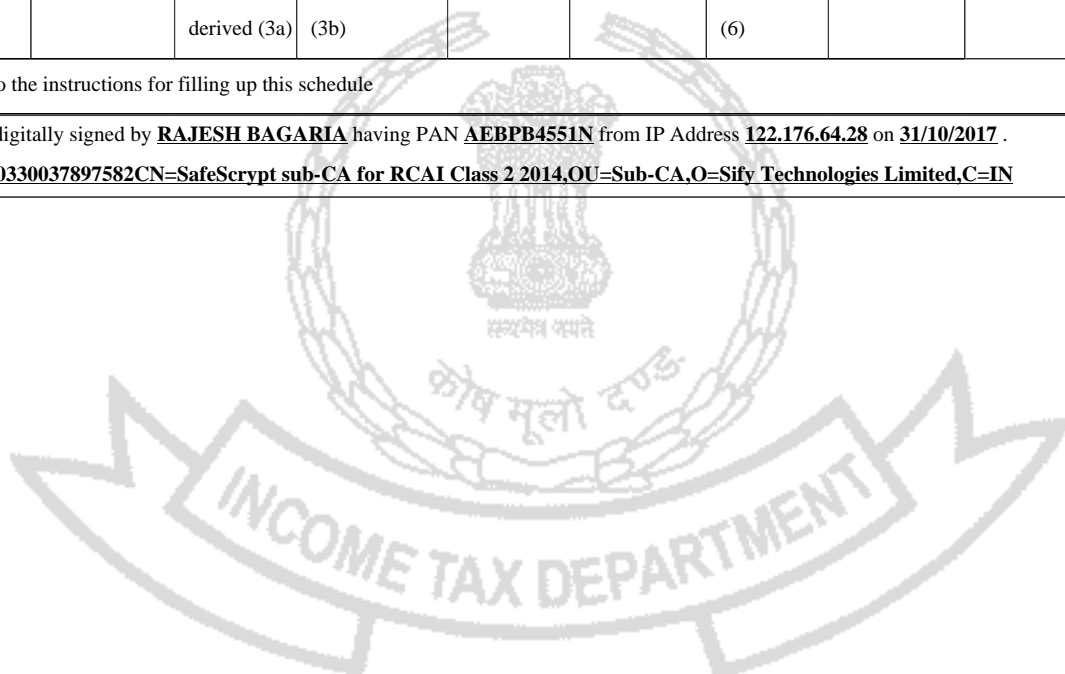 derived (3a) (3b) (6)
o the instructions for filling up this schedule
digitally signed by RAJESH BAGARIA having PAN AEBPB4551N from IP Address 122.176.64.28 on 31/10/2017 .
0330037897582CN=SafeScrypt sub-CA for RCAI Class 2 2014,OU=Sub-CA,O=Sify Technologies Limited,C=IN
सत्यमेव जयते
कोष मूलो दण्ड:
INCOME TAX DEPARTMENT